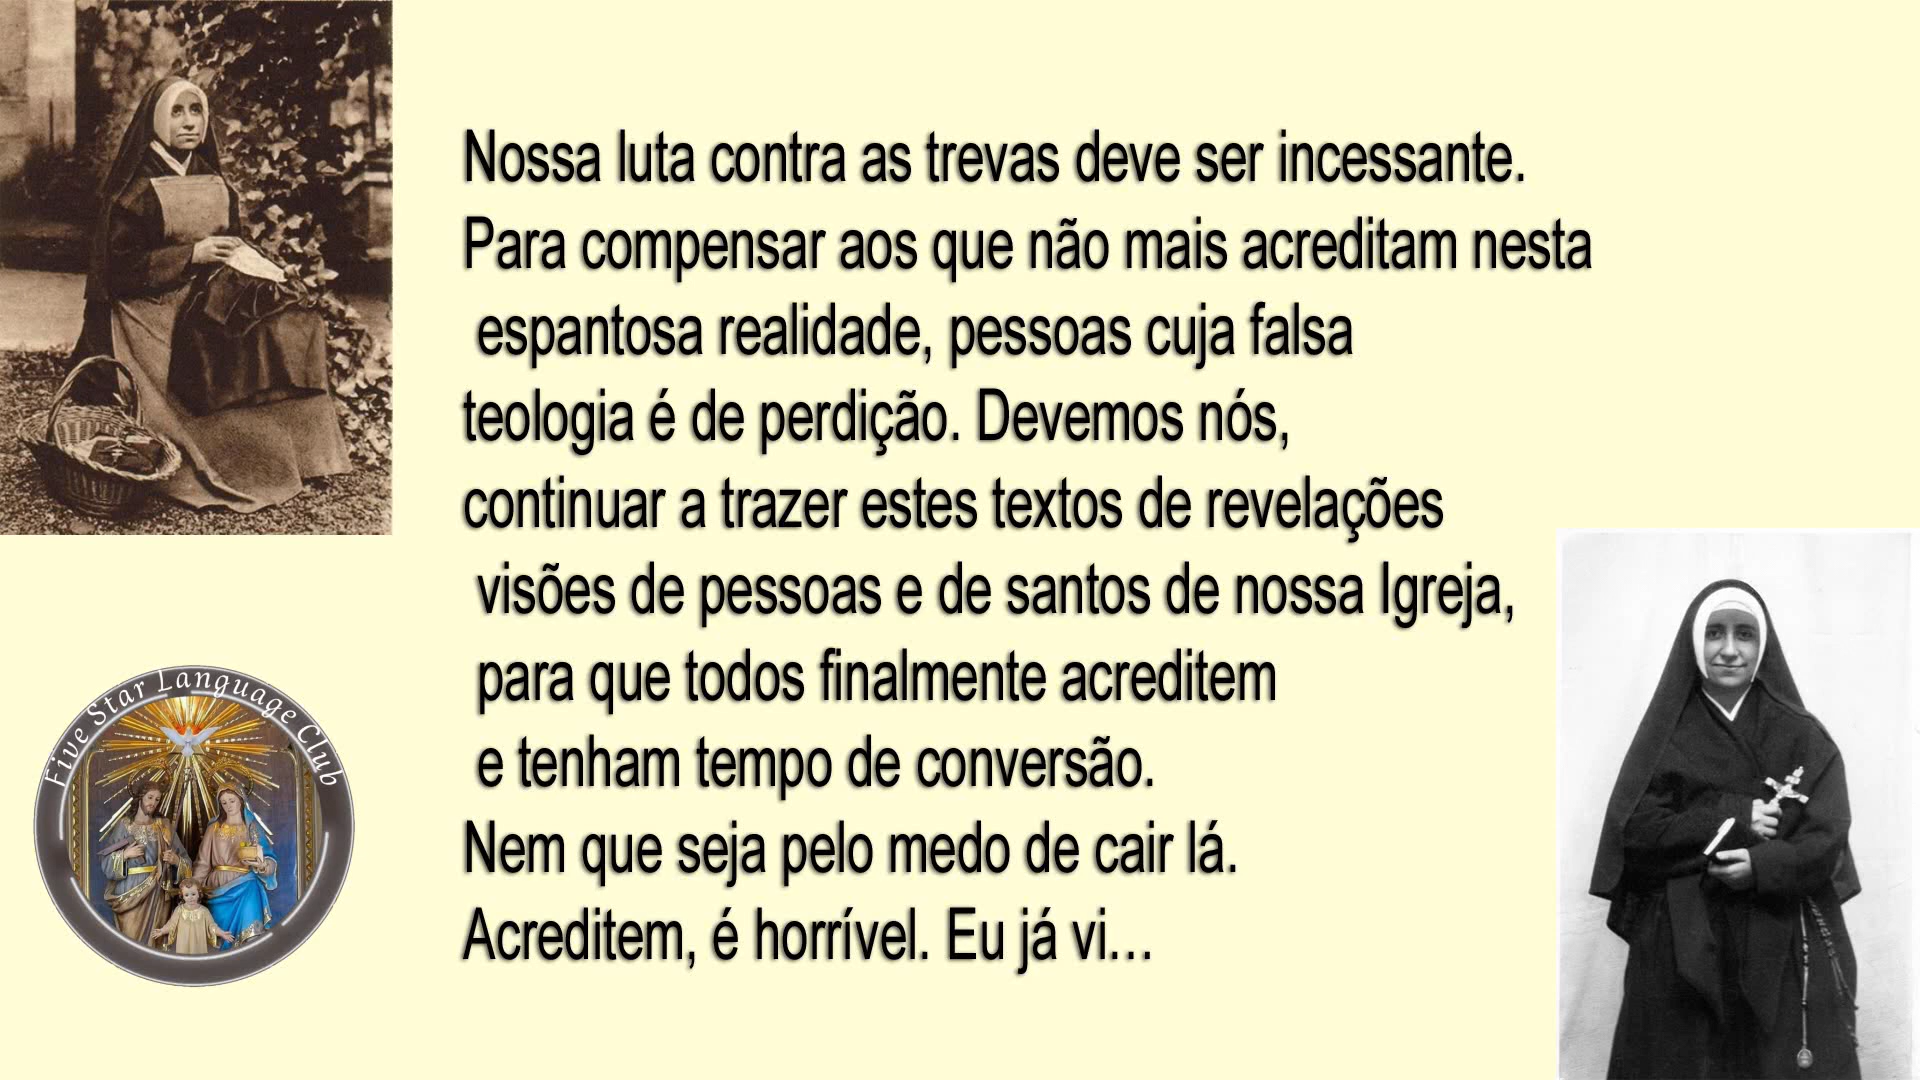 Nossa luta contra as trevas deve ser incessante.
Para compensar aos que não mais acreditam nesta
espantosa realidade, pessoas cuja falsa
teologia é de perdição. Devemos nós,
continuar a trazer estes textos de revelações
visões de pessoas e de santos de nossa Igreja,
para que todos finalmente acreditem
e tenham tempo de conversão.
Nem que seja pelo medo de cair lá.
Acreditem, é horrível. Eu já vi...
Five Star Language Club